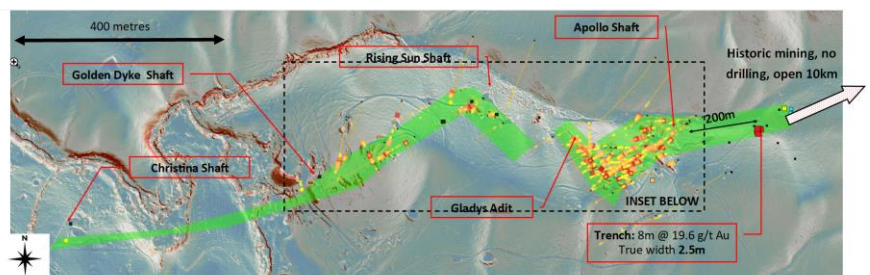 400 metres
Apollo Shaft
Rising Sun Shaft
Historic mining, no
drilling, open 10km
Golden Dyke Shaft
200m
Christina Shaft
Gladys Adit
INSET BELOW
Trench: 8m @ 19.6 g/t Au
True width 2.5m
N